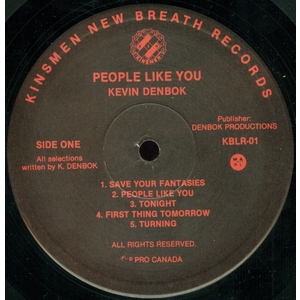 KINSMEN NEW BREATH RECORDS
KINSMEN
PEOPLE LIKE YOU
KEVIN DENBOK
Publisher:
DENBOK PRODUCTIONS
SIDE ONE
KBLR-01
All selections
written by K. DENBOK
1. SAVE YOUR FANTASIES
2. PEOPLE LIKE YOU
3. TONIGHT
4. FIRST THING TOMORROW
5. TURNING
ALL RIGHTS RESERVED.
PRO CANADA